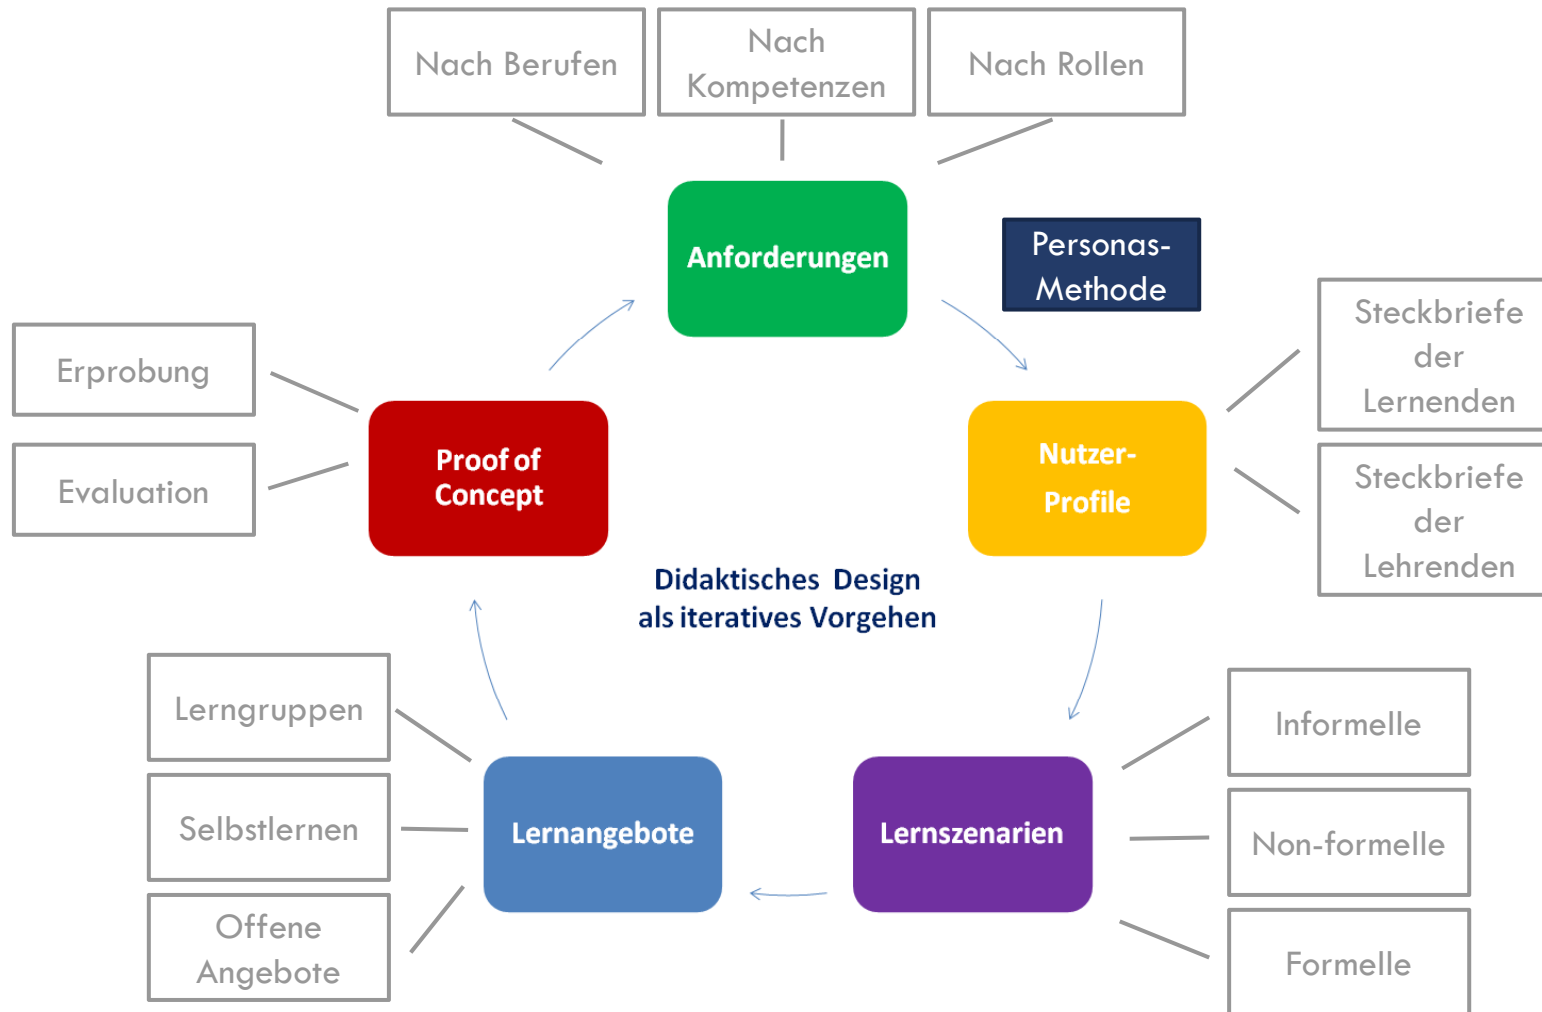 Nach Berufen
Nach
Kompetenzen
Nach Rollen
Anforderungen
Personas-
Methode
Steckbriefe
der
Lernenden
Erprobung
Nutzer-
Profile
Proof of
Concept
Steckbriefe
der
Lehrenden
Evaluation
Didaktisches Design
als iteratives Vorgehen
Lerngruppen
Informelle
Selbstlernen
Lernangebote
Lernszenarien
Non-formelle
Offene
Angebote
Formelle